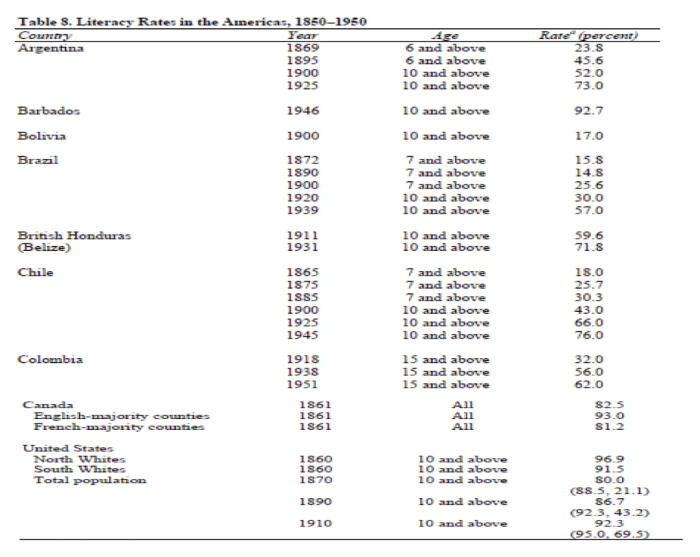 Table 8. Literacy Rates in the Americas, 1850–1950
Country Year Age Rateᵃ (percent)
Argentina 1869 6 and above 23.8
1895 6 and above 45.6
1900 10 and above 52.0
1925 10 and above 73.0
Barbados 1946 10 and above 92.7
Bolivia 1900 10 and above 17.0
Brazil 1872 7 and above 15.8
1890 7 and above 14.8
1900 7 and above 25.6
1920 10 and above 30.0
1939 10 and above 57.0
British Honduras 1911 10 and above 59.6
(Belize) 1931 10 and above 71.8
Chile 1865 7 and above 18.0
1875 7 and above 25.7
1885 7 and above 30.3
1900 10 and above 43.0
1925 10 and above 66.0
1945 10 and above 76.0
Colombia 1918 15 and above 32.0
1938 15 and above 56.0
1951 15 and above 62.0
Canada 1861 All 82.5
English-majority counties 1861 All 93.0
French-majority counties 1861 All 81.2
United States
North Whites 1860 10 and above 96.9
South Whites 1860 10 and above 91.5
Total population 1870 10 and above 80.0
(88.5, 21.1)
1890 10 and above 86.7
(92.3, 43.2)
1910 10 and above 92.3
(95.0, 69.5)